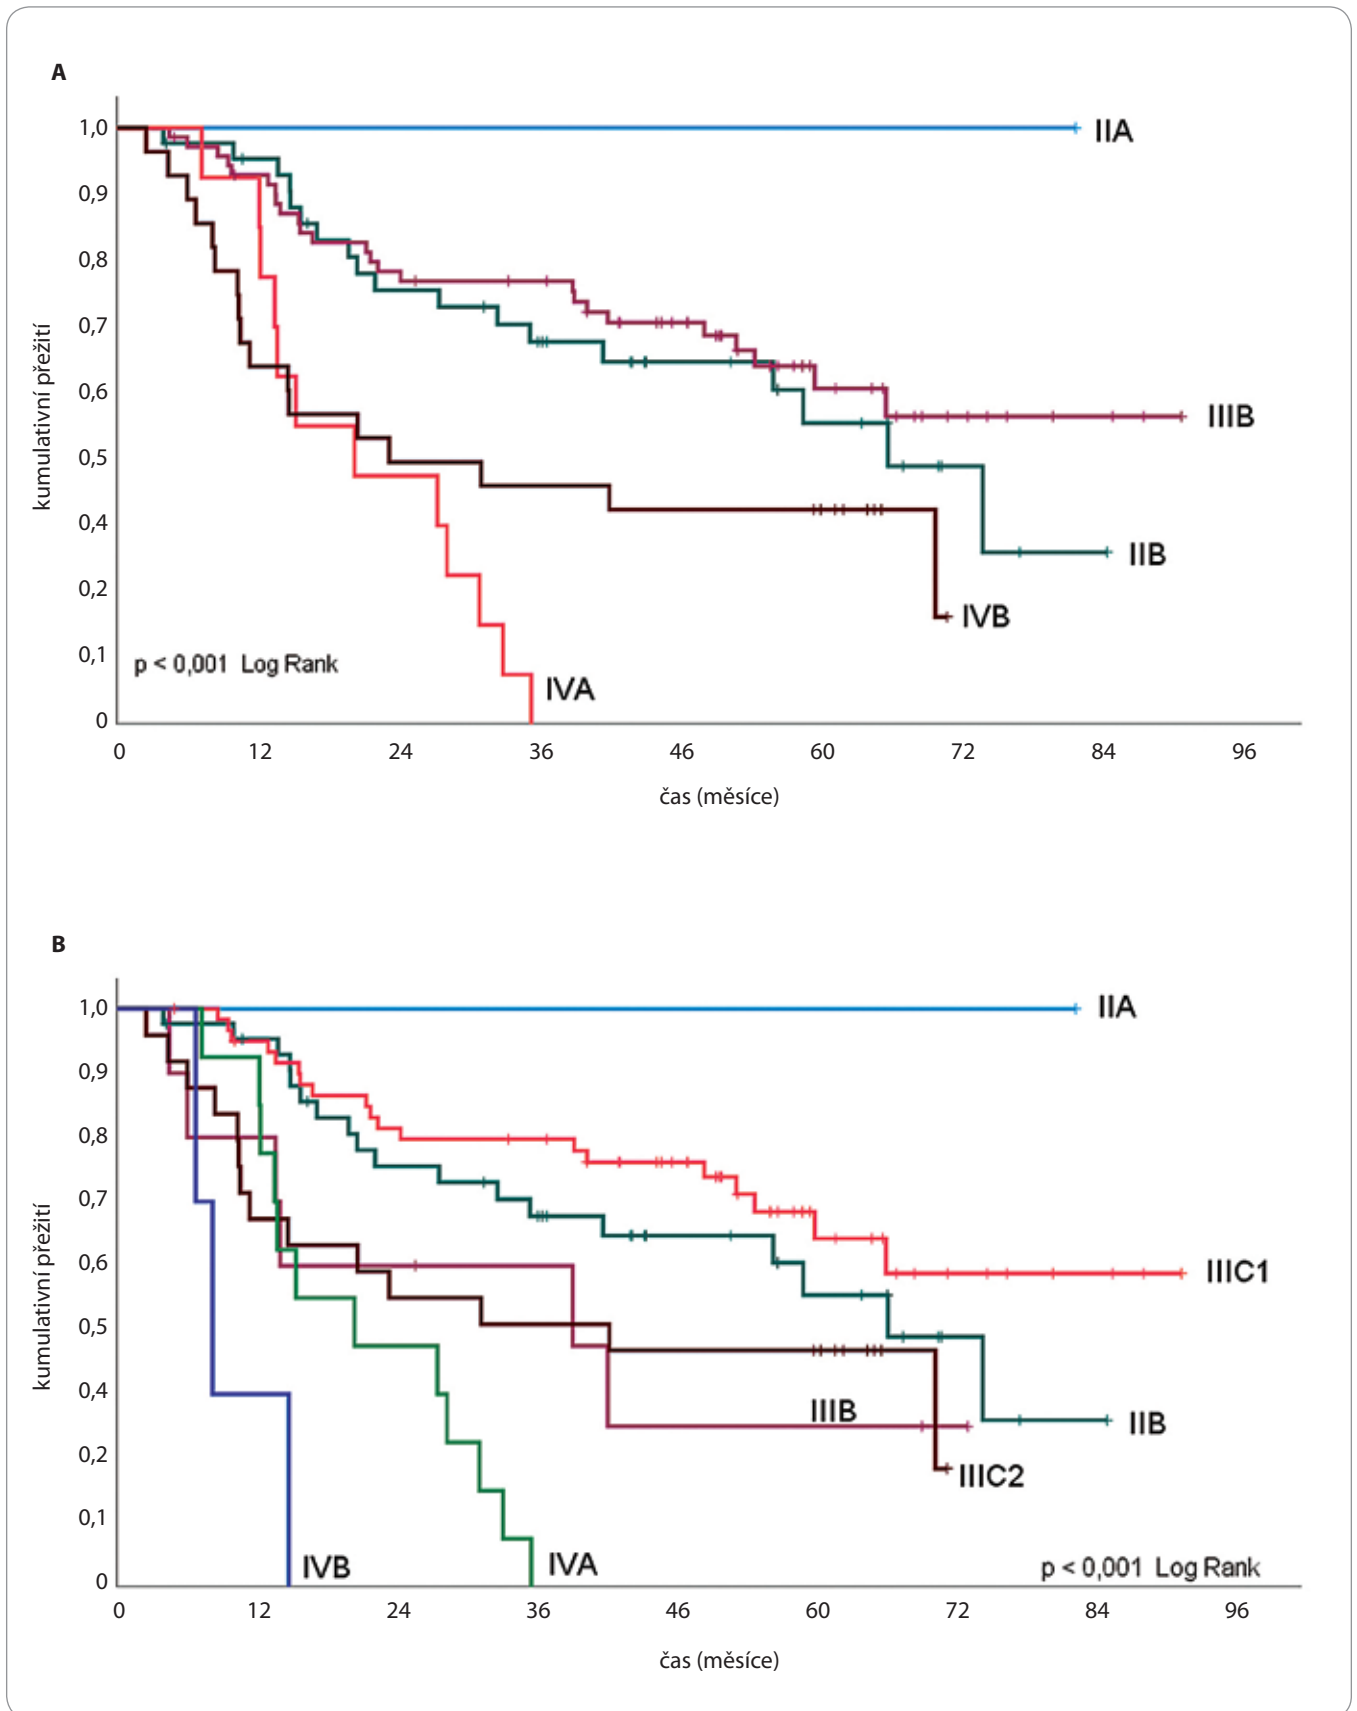 A
1,0
0,9
0,8
0,7
0,6
0,5
0,4
0,2
0,1
0
kumulativní přežití
IIA
IIIB
IIB
IVB
IVA
p < 0,001 Log Rank
0 12 24 36 46 60 72 84 96
čas (měsíce)
B
1,0
0,9
0,8
0,7
0,6
0,5
0,4
0,2
0,1
0
kumulativní přežití
IIA
IIIC1
IIIB
IIB
IIIC2
IVB
IVA
p < 0,001 Log Rank
0 12 24 36 46 60 72 84 96
čas (měsíce)